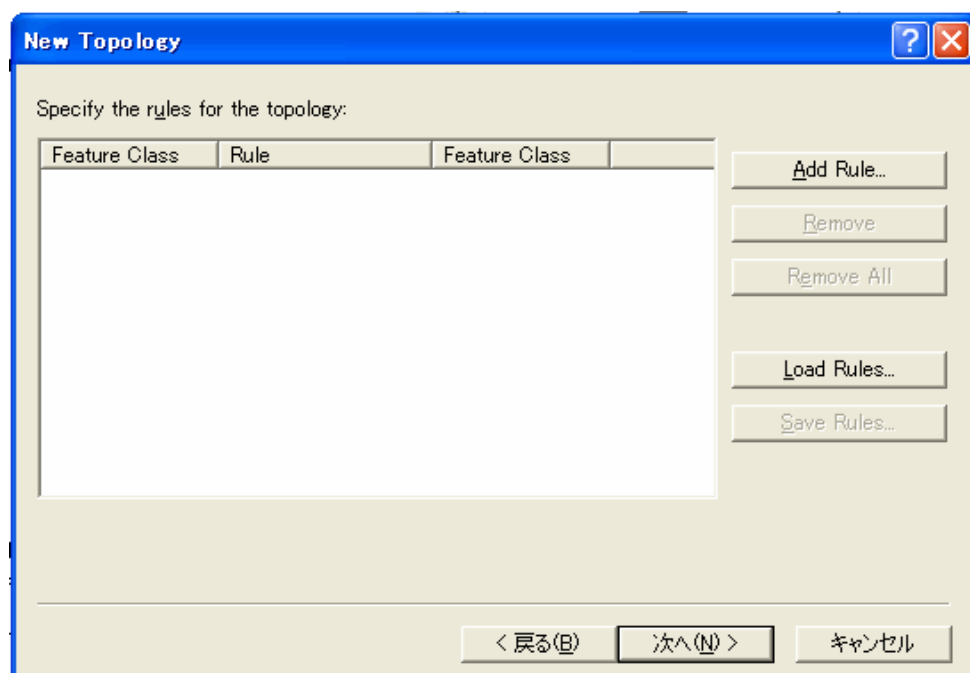 New Topology
Specify the rules for the topology:
Feature Class Rule Feature Class
Add Rule...
Remove
Remove All
Load Rules...
Save Rules...
< 戻る(B) 次へ(N) > キャンセル